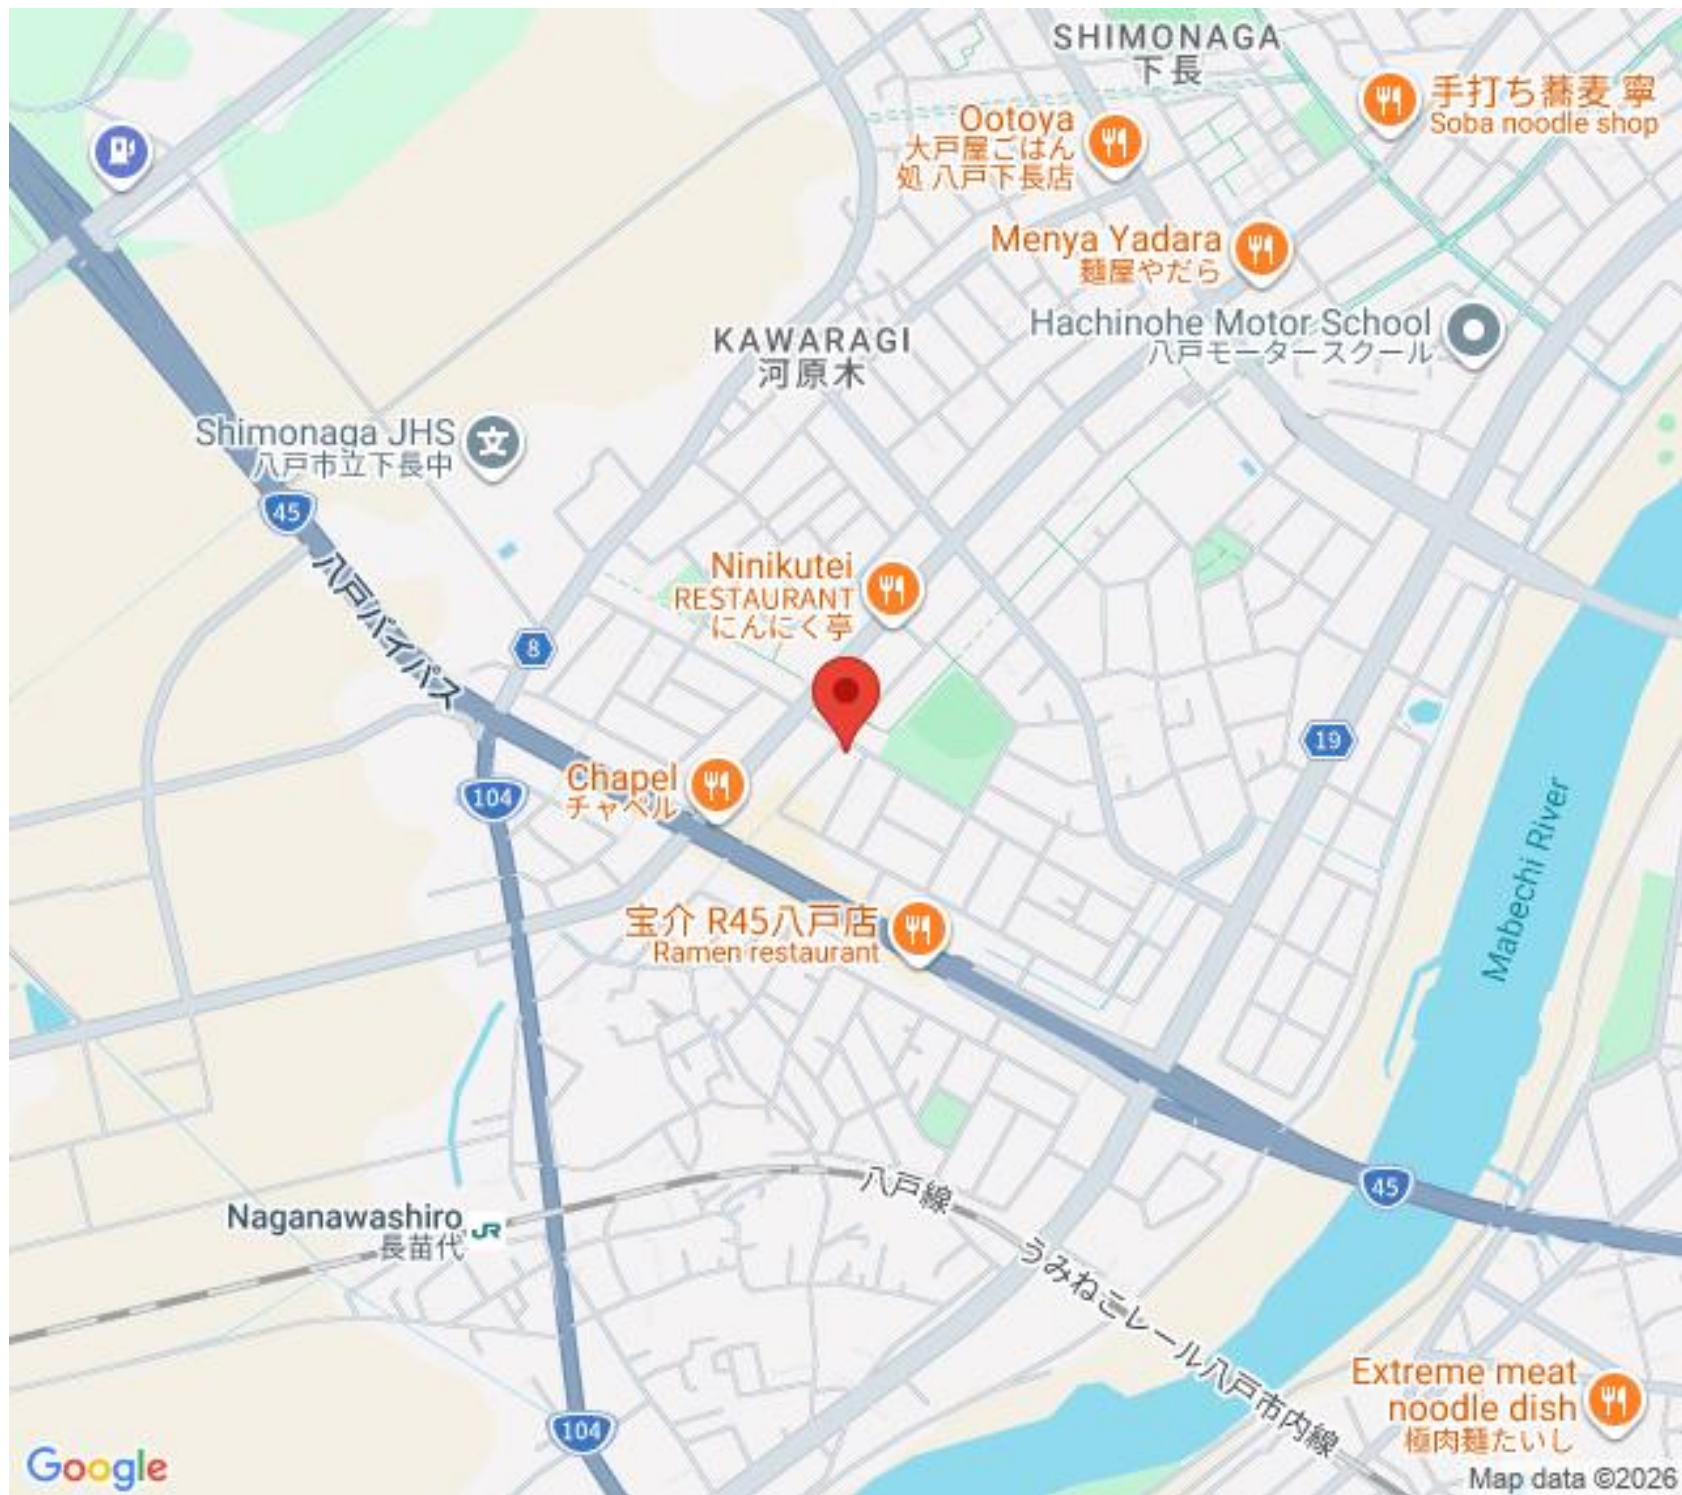 SHIMONAGA
下長
手打ち蕎麦 寧
Soba noodle shop
Ootoya
大戸屋ごはん
処 八戸下長店
Menya Yadara
麺屋やだら
Hachinohe Motor School
八戸モータースクール
KAWARAGI
河原木
Shimonaga JHS
八戸市立下長中
文
45
八戸バイパス
Ninikutei
RESTAURANT
にんにく亭
8
19
Chapel
チャペル
104
Mabechi River
宝介 R45八戸店
Ramen restaurant
八戸線
45
Naganawashiro
長苗代
JR
うみねこレール八戸市内線
Extreme meat
noodle dish
極肉麺たいし
104
Google
Map data ©2026